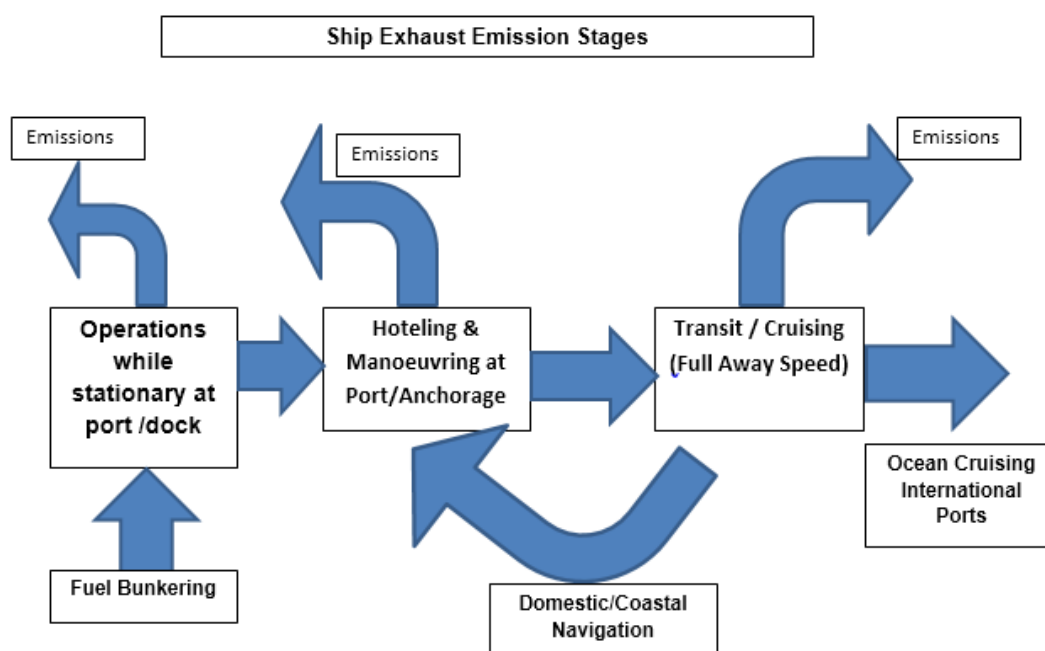 Ship Exhaust Emission Stages
Emissions
Emissions
Emissions
Operations
while
stationary at
port /dock
Hoteling &
Manoeuvring at
Port/Anchorage
Transit / Cruising
(Full Away Speed)
Ocean Cruising
International
Ports
Fuel Bunkering
Domestic/Coastal
Navigation